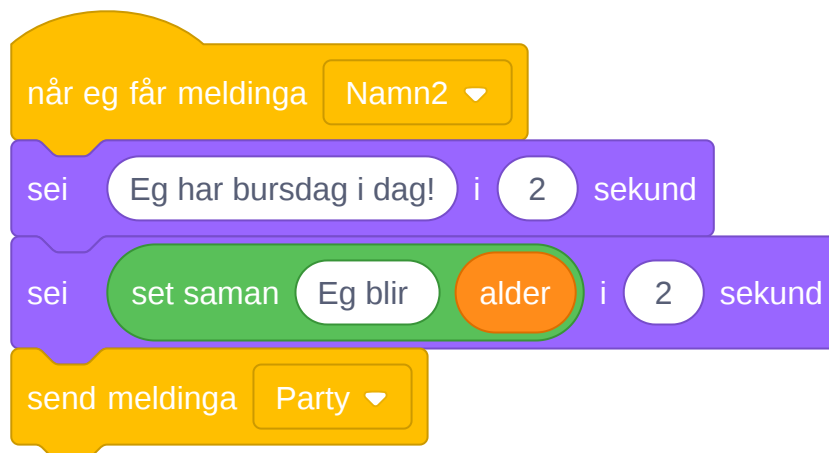 når eg får meldinga Namn2
sei Eg har bursdag i dag! i 2 sekund
sei set saman Eg blir alder i 2 sekund
send meldinga Party